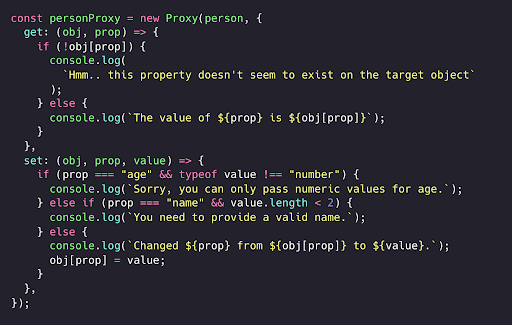 const personProxy = new Proxy(person, {
  get: (obj, prop) => {
    if (!obj[prop]) {
      console.log(
        `Hmm.. this property doesn't seem to exist on the target object`
      );
    } else {
      console.log(`The value of ${prop} is ${obj[prop]}`);
    }
  },
  set: (obj, prop, value) => {
    if (prop === "age" && typeof value !== "number") {
      console.log(`Sorry, you can only pass numeric values for age.`);
    } else if (prop === "name" && value.length < 2) {
      console.log(`You need to provide a valid name.`);
    } else {
      console.log(`Changed ${prop} from ${obj[prop]} to ${value}.`);
      obj[prop] = value;
    }
  },
});